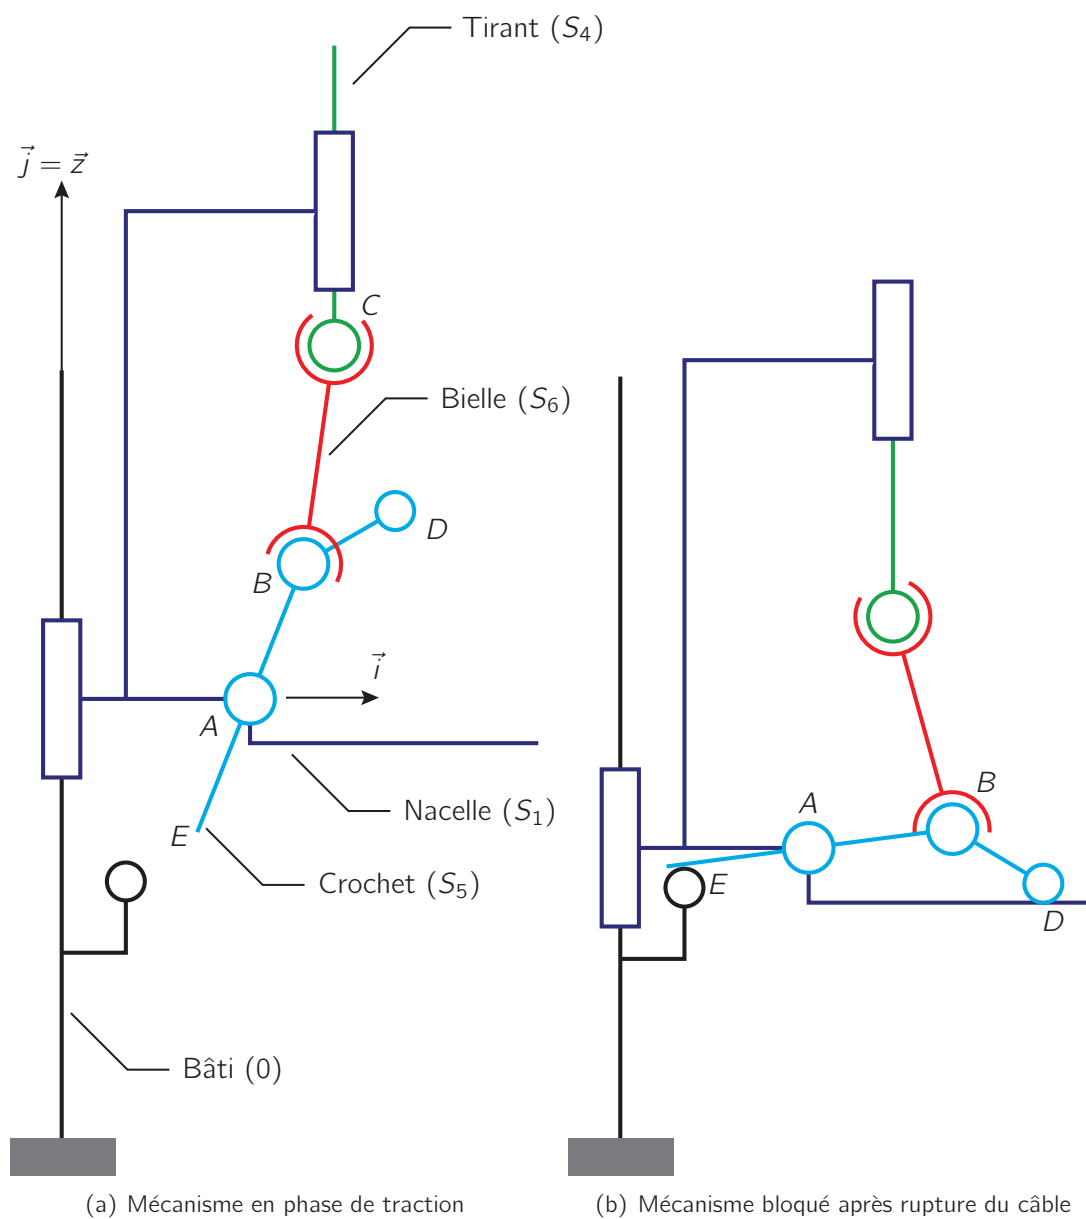 Tirant (S₄)
j⃗ = z⃗
C
Bielle (S₆)
D
B
i⃗
A
Nacelle (S₁)
E
Crochet (S₅)
Bâti (0)
B
A
E
D
(a) Mécanisme en phase de traction
(b) Mécanisme bloqué après rupture du câble